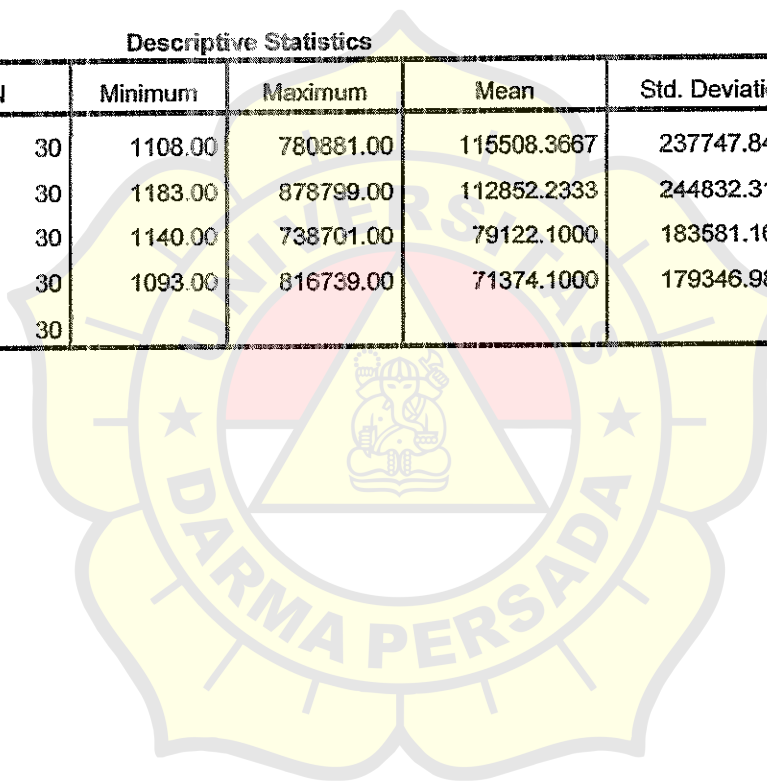 Descriptive Statistics
N Minimum Maximum Mean Std. Deviatio
30 1108.00 780881.00 115508.3667 237747.84
30 1183.00 878799.00 112852.2333 244832.31
30 1140.00 738701.00 79122.1000 183581.16
30 1093.00 816739.00 71374.1000 179346.98
30
UNIVERSITAS
DARMA PERSADA